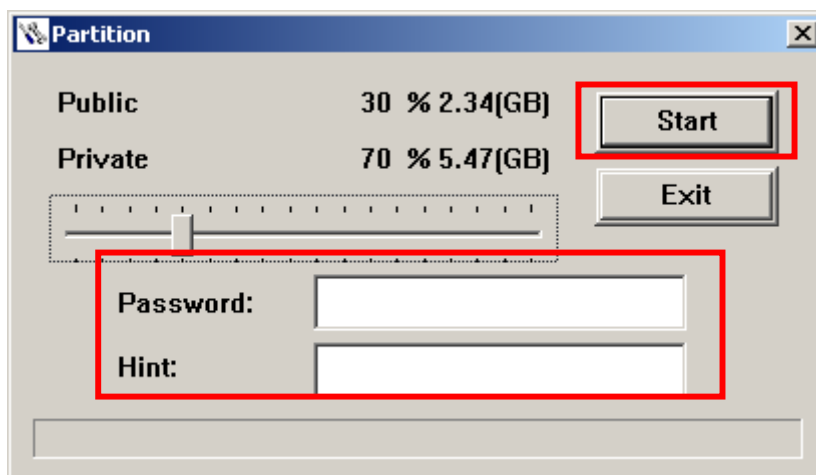 Partition
Public 30 % 2.34(GB)
Start
Private 70 % 5.47(GB)
Exit
Password:
Hint: